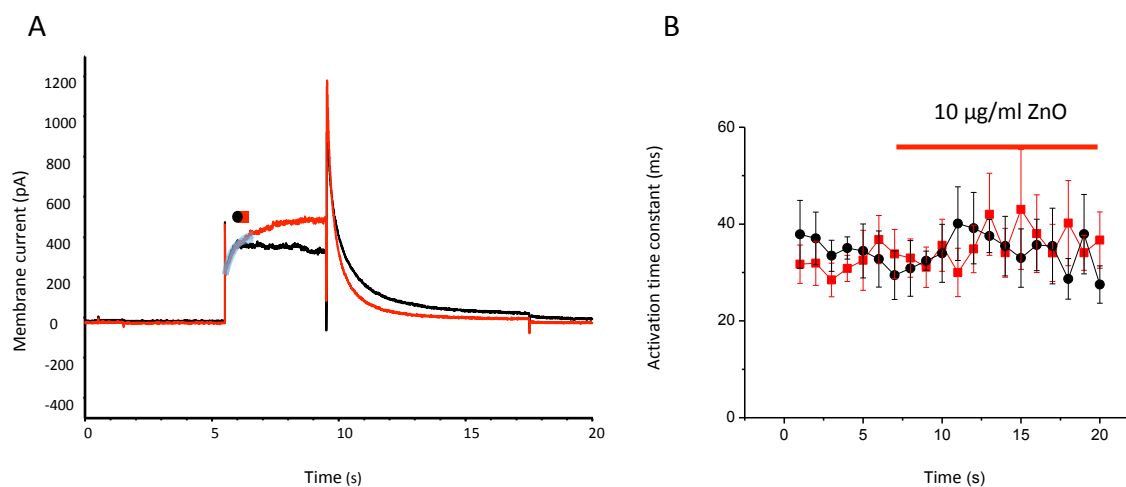 A
Membrane current (pA)
1200
1000
800
600
400
200
0
-200
-400
0 5 10 15 20
Time (s)
B
10 µg/ml ZnO
Activation time constant (ms)
60
40
20
0
0 5 10 15 20
Time (s)